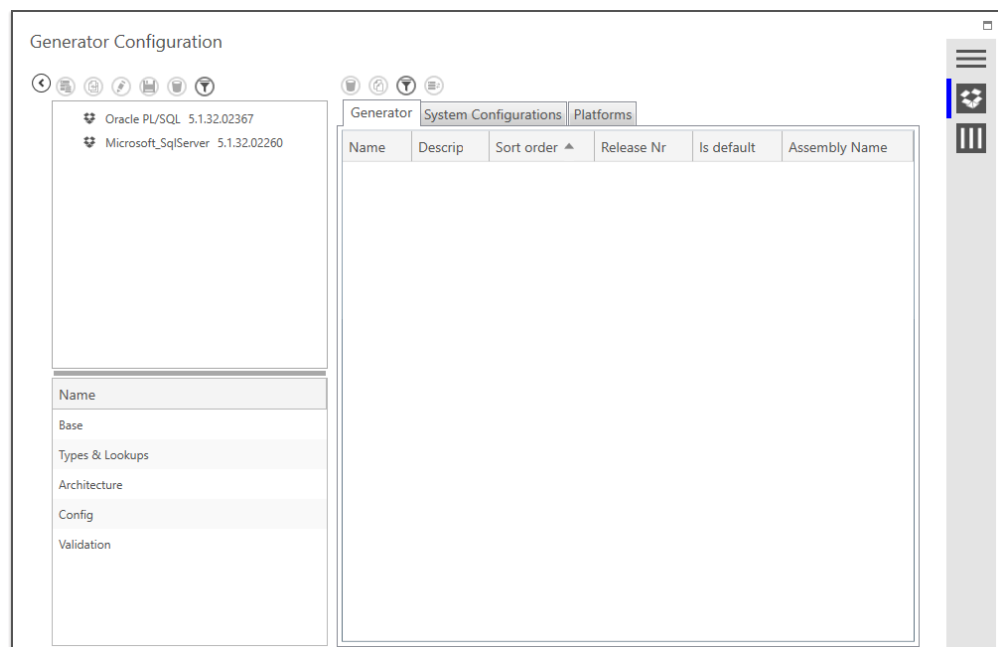 Generator Configuration
Oracle PL/SQL 5.1.32.02367
Microsoft_SqlServer 5.1.32.02260
Name
Base
Types & Lookups
Architecture
Config
Validation
Generator System Configurations Platforms
Name Descrip Sort order Release Nr Is default Assembly Name